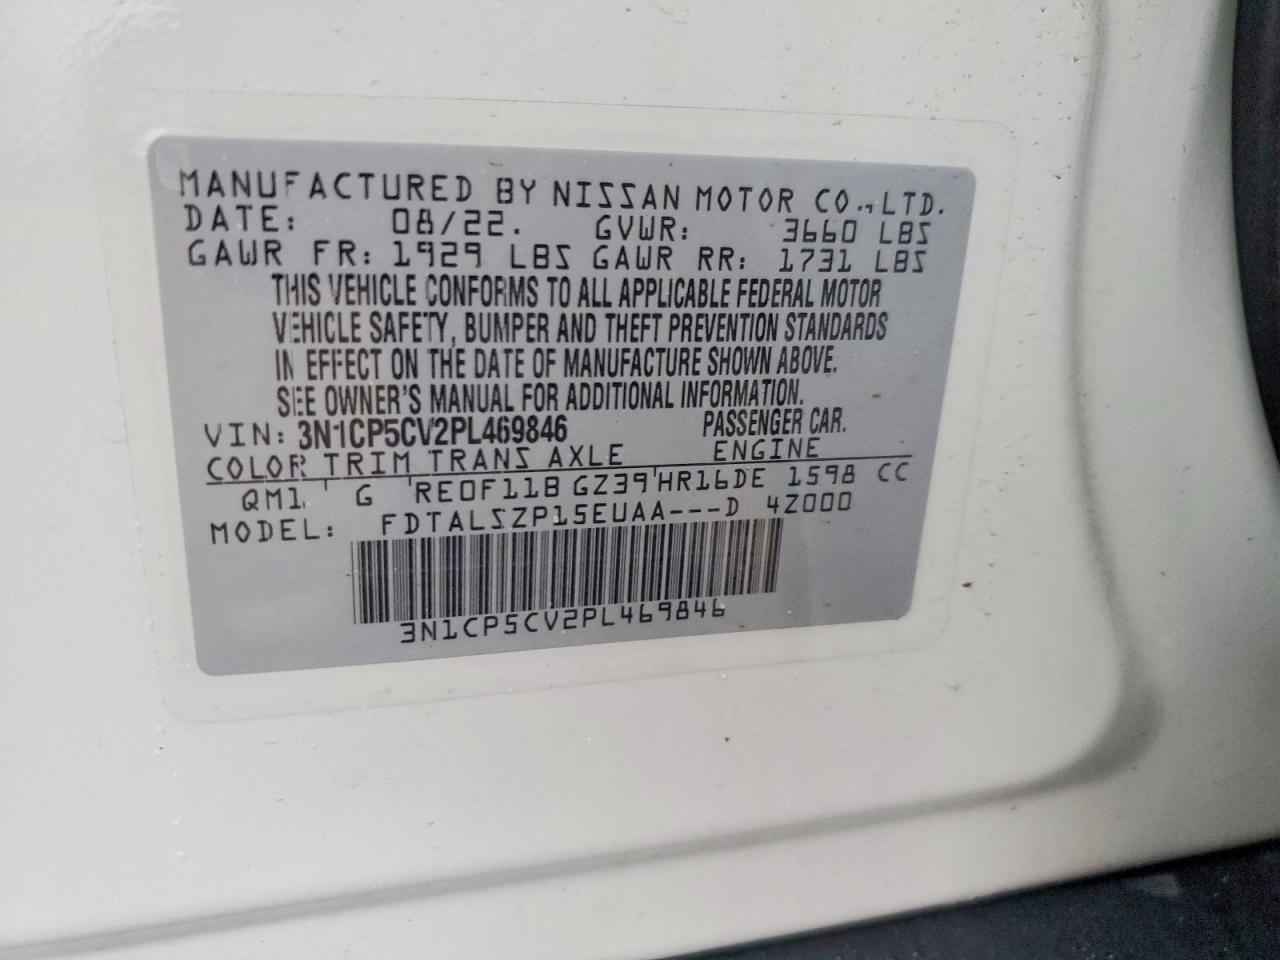 MANUFACTURED BY NISSAN MOTOR CO., LTD.
DATE: 08/22. GVWR: 3660 LBS
GAWR FR: 1929 LBS GAWR RR: 1731 LBS
THIS VEHICLE CONFORMS TO ALL APPLICABLE FEDERAL MOTOR
VEHICLE SAFETY, BUMPER AND THEFT PREVENTION STANDARDS
IN EFFECT ON THE DATE OF MANUFACTURE SHOWN ABOVE.
SEE OWNER'S MANUAL FOR ADDITIONAL INFORMATION.
VIN: 3N1CP5CV2PL469846 PASSENGER CAR.
COLOR TRIM TRANS AXLE ENGINE
QM1 G RE0F11B GZ39 HR16DE 1598 CC
MODEL: FDTALSZP15EUAA---D 42000
3N1CP5CV2PL469846